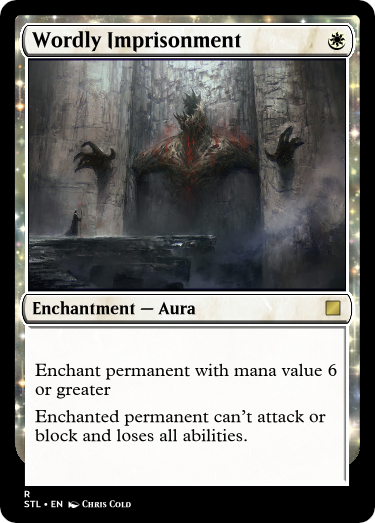 Wordly Imprisonment
Enchantment — Aura
Enchant permanent with mana value 6
or greater
Enchanted permanent can't attack or
block and loses all abilities.
R
STL • EN Chris Cold